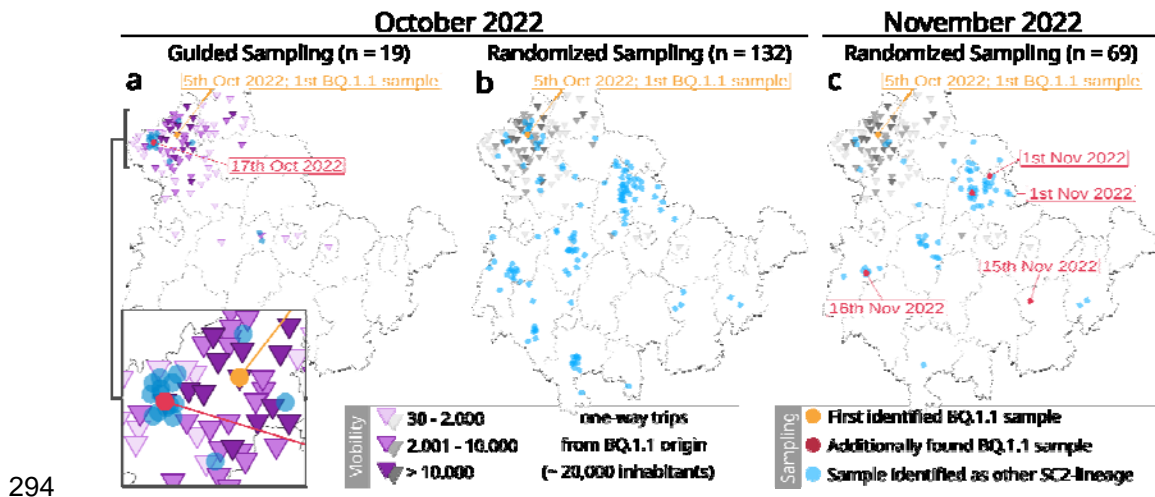 October 2022
November 2022
Guided Sampling (n = 19)
Randomized Sampling (n = 132)
Randomized Sampling (n = 69)
a
5th Oct 2022; 1st BQ.1.1 sample
b
5th Oct 2022; 1st BQ.1.1 sample
c
5th Oct 2022; 1st BQ.1.1 sample
17th Oct 2022
1st Nov 2022
1st Nov 2022
15th Nov 2022
16th Nov 2022
Mobility
30 - 2.000
2.001 - 10.000
> 10.000
one-way trips
from BQ.1.1 origin
(~ 20,000 inhabitants)
Sampling
First identified BQ.1.1 sample
Additionally found BQ.1.1 sample
Sample identified as other SC2-lineage
294